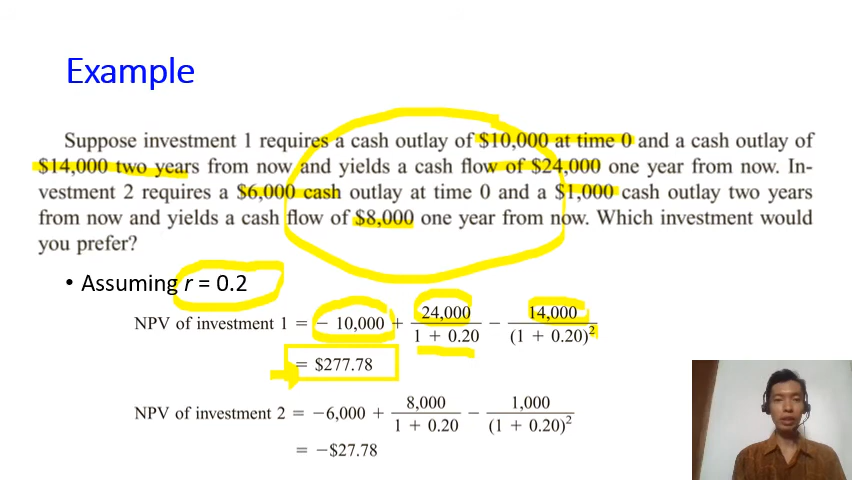 Example
Suppose investment 1 requires a cash outlay of $10,000 at time 0 and a cash outlay of
$14,000 two years from now and yields a cash flow of $24,000 one year from now. In-
vestment 2 requires a $6,000 cash outlay at time 0 and a $1,000 cash outlay two years
from now and yields a cash flow of $8,000 one year from now. Which investment would
you prefer?
• Assuming r = 0.2
NPV of investment 1 = − 10,000 + 24,000 / (1 + 0.20) − 14,000 / (1 + 0.20)²
= $277.78
NPV of investment 2 = −6,000 + 8,000 / (1 + 0.20) − 1,000 / (1 + 0.20)²
= −$27.78